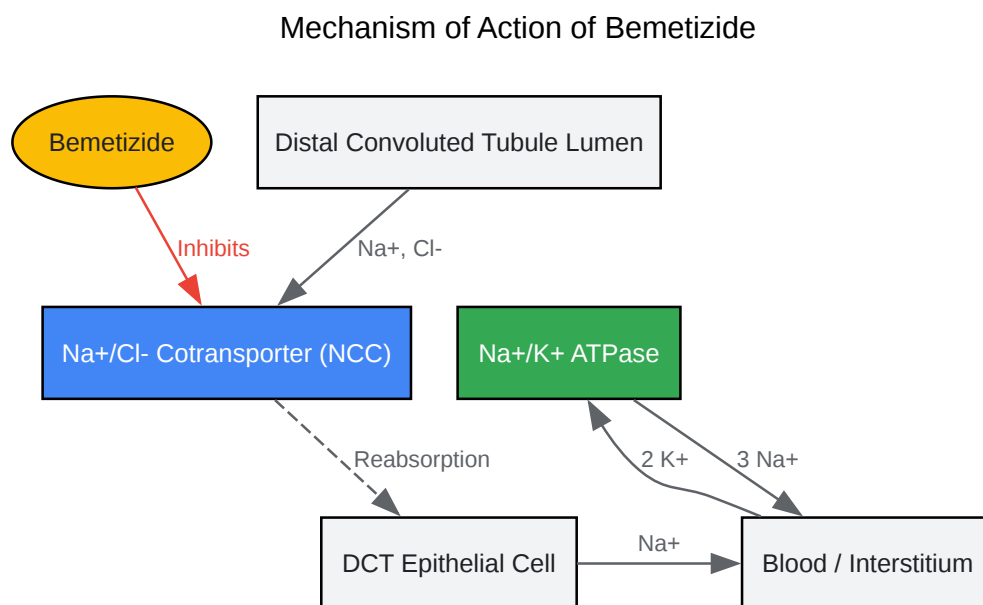 Mechanism of Action of Bemetizide
Bemetizide
Distal Convoluted Tubule Lumen
Inhibits
Na+, Cl-
Na+/Cl- Cotransporter (NCC)
Na+/K+ ATPase
Reabsorption
2 K+
3 Na+
DCT Epithelial Cell
Na+
Blood / Interstitium